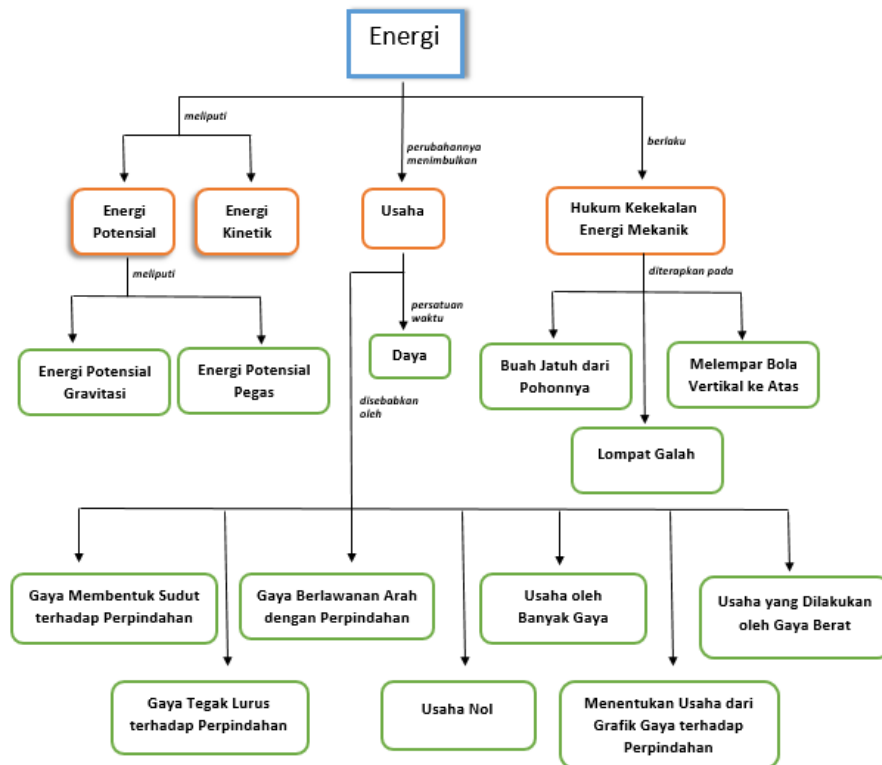 Energi
meliputi
perubahannya
menimbulkan
berlaku
Energi
Potensial
Energi
Kinetik
Usaha
Hukum Kekekalan
Energi Mekanik
meliputi
persatuan
waktu
diterapkan pada
Energi Potensial
Gravitasi
Energi Potensial
Pegas
Daya
Buah Jatuh dari
Pohonnya
Melempar Bola
Vertikal ke Atas
disebabkan
oleh
Lompat Galah
Gaya Membentuk Sudut
terhadap Perpindahan
Gaya Berlawanan Arah
dengan Perpindahan
Usaha oleh
Banyak Gaya
Usaha yang Dilakukan
oleh Gaya Berat
Gaya Tegak Lurus
terhadap Perpindahan
Usaha Nol
Menentukan Usaha dari
Grafik Gaya terhadap
Perpindahan